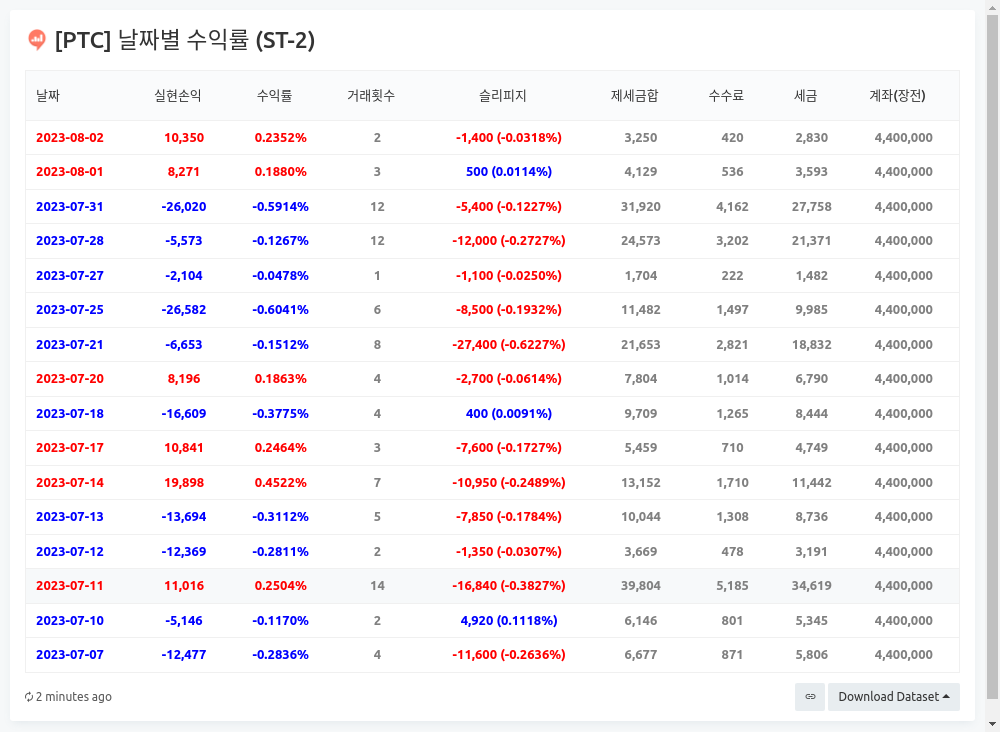 [PTC] 날짜별 수익률 (ST-2)
날짜 실현손익 수익률 거래횟수 슬리피지 제세금합 수수료 세금 계좌(장전)
2023-08-02 10,350 0.2352% 2 -1,400 (-0.0318%) 3,250 420 2,830 4,400,000
2023-08-01 8,271 0.1880% 3 500 (0.0114%) 4,129 536 3,593 4,400,000
2023-07-31 -26,020 -0.5914% 12 -5,400 (-0.1227%) 31,920 4,162 27,758 4,400,000
2023-07-28 -5,573 -0.1267% 12 -12,000 (-0.2727%) 24,573 3,202 21,371 4,400,000
2023-07-27 -2,104 -0.0478% 1 -1,100 (-0.0250%) 1,704 222 1,482 4,400,000
2023-07-25 -26,582 -0.6041% 6 -8,500 (-0.1932%) 11,482 1,497 9,985 4,400,000
2023-07-21 -6,653 -0.1512% 8 -27,400 (-0.6227%) 21,653 2,821 18,832 4,400,000
2023-07-20 8,196 0.1863% 4 -2,700 (-0.0614%) 7,804 1,014 6,790 4,400,000
2023-07-18 -16,609 -0.3775% 4 400 (0.0091%) 9,709 1,265 8,444 4,400,000
2023-07-17 10,841 0.2464% 3 -7,600 (-0.1727%) 5,459 710 4,749 4,400,000
2023-07-14 19,898 0.4522% 7 -10,950 (-0.2489%) 13,152 1,710 11,442 4,400,000
2023-07-13 -13,694 -0.3112% 5 -7,850 (-0.1784%) 10,044 1,308 8,736 4,400,000
2023-07-12 -12,369 -0.2811% 2 -1,350 (-0.0307%) 3,669 478 3,191 4,400,000
2023-07-11 11,016 0.2504% 14 -16,840 (-0.3827%) 39,804 5,185 34,619 4,400,000
2023-07-10 -5,146 -0.1170% 2 4,920 (0.1118%) 6,146 801 5,345 4,400,000
2023-07-07 -12,477 -0.2836% 4 -11,600 (-0.2636%) 6,677 871 5,806 4,400,000
2 minutes ago Download Dataset